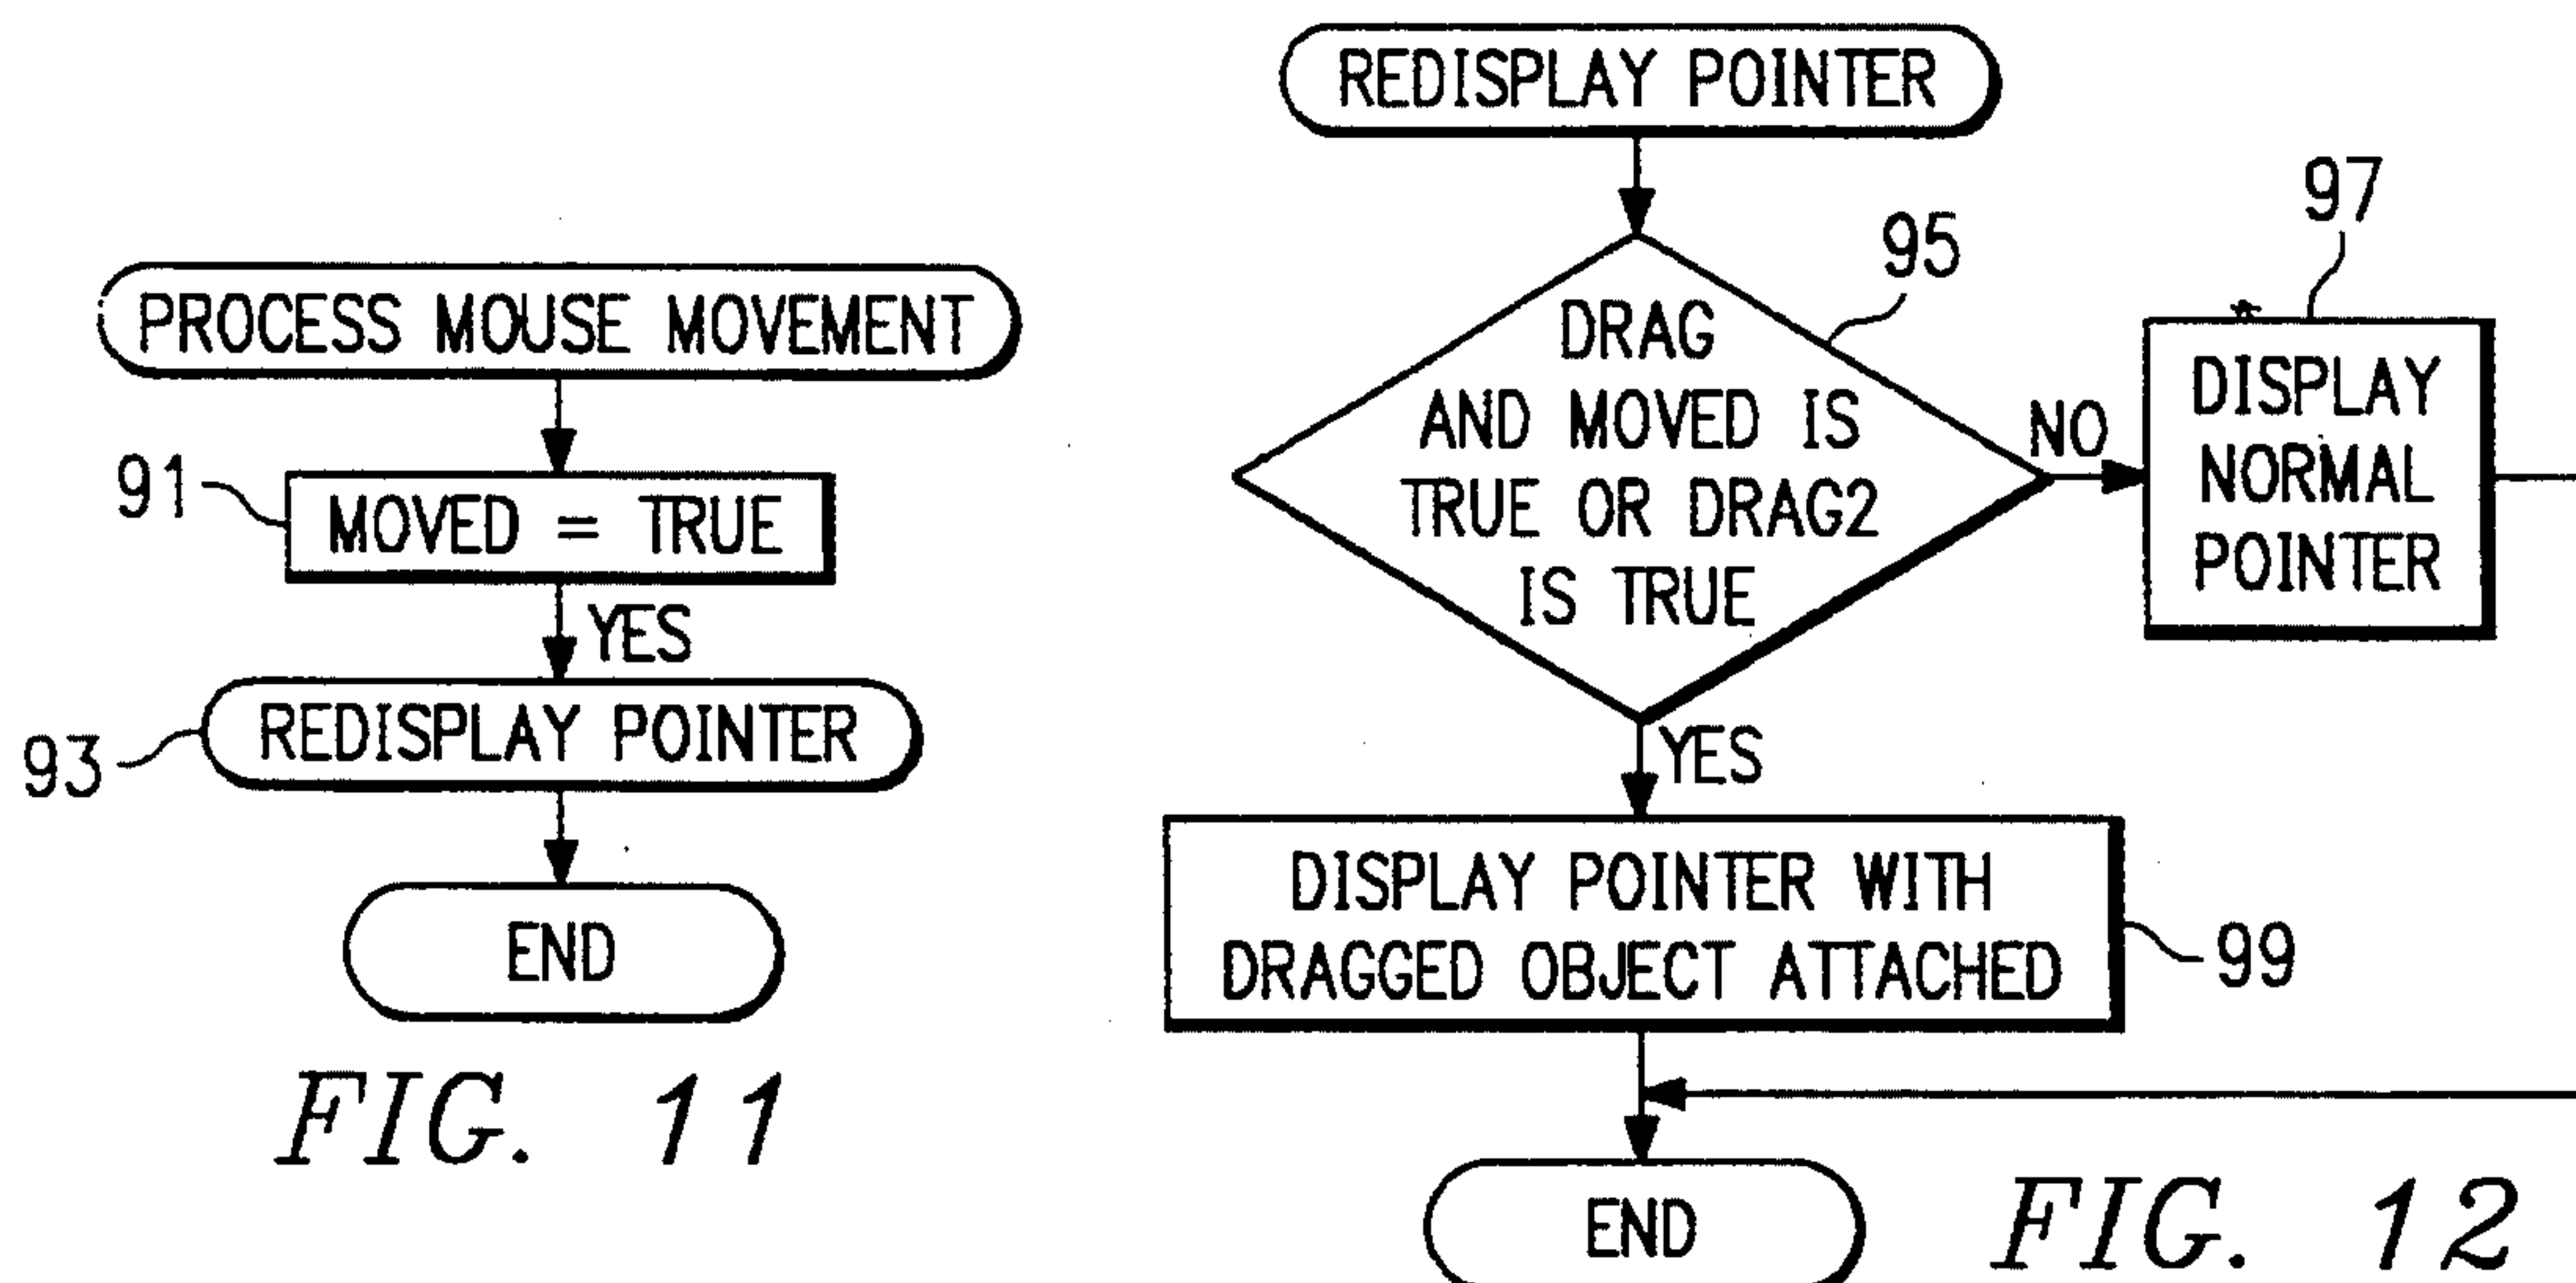 PROCESS MOUSE MOVEMENT
91
MOVED = TRUE
YES
93
REDISPLAY POINTER
END
FIG. 11
REDISPLAY POINTER
95
DRAG
AND MOVED IS
TRUE OR DRAG2
IS TRUE
NO
97
DISPLAY
NORMAL
POINTER
YES
DISPLAY POINTER WITH
DRAGGED OBJECT ATTACHED
99
END
FIG. 12